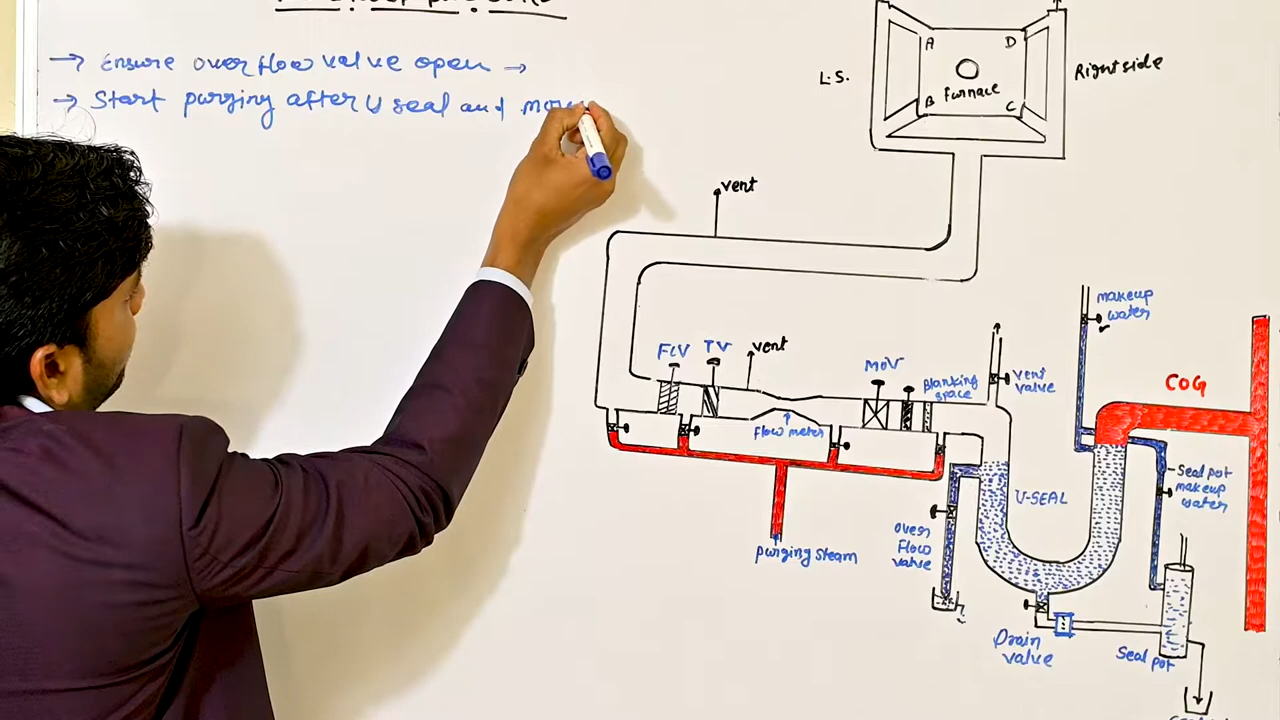 → Ensure over flow valve open →
→ Start purging after U seal and
L.S.
A
D
B
C
Furnace
Right side
vent
makeup
water
FCV
TV
vent
MOV
Blanking
space
vent
valve
COG
flow meter
Seal pot
makeup
water
U-SEAL
over
flow
valve
purging steam
Drain
valve
Seal pot